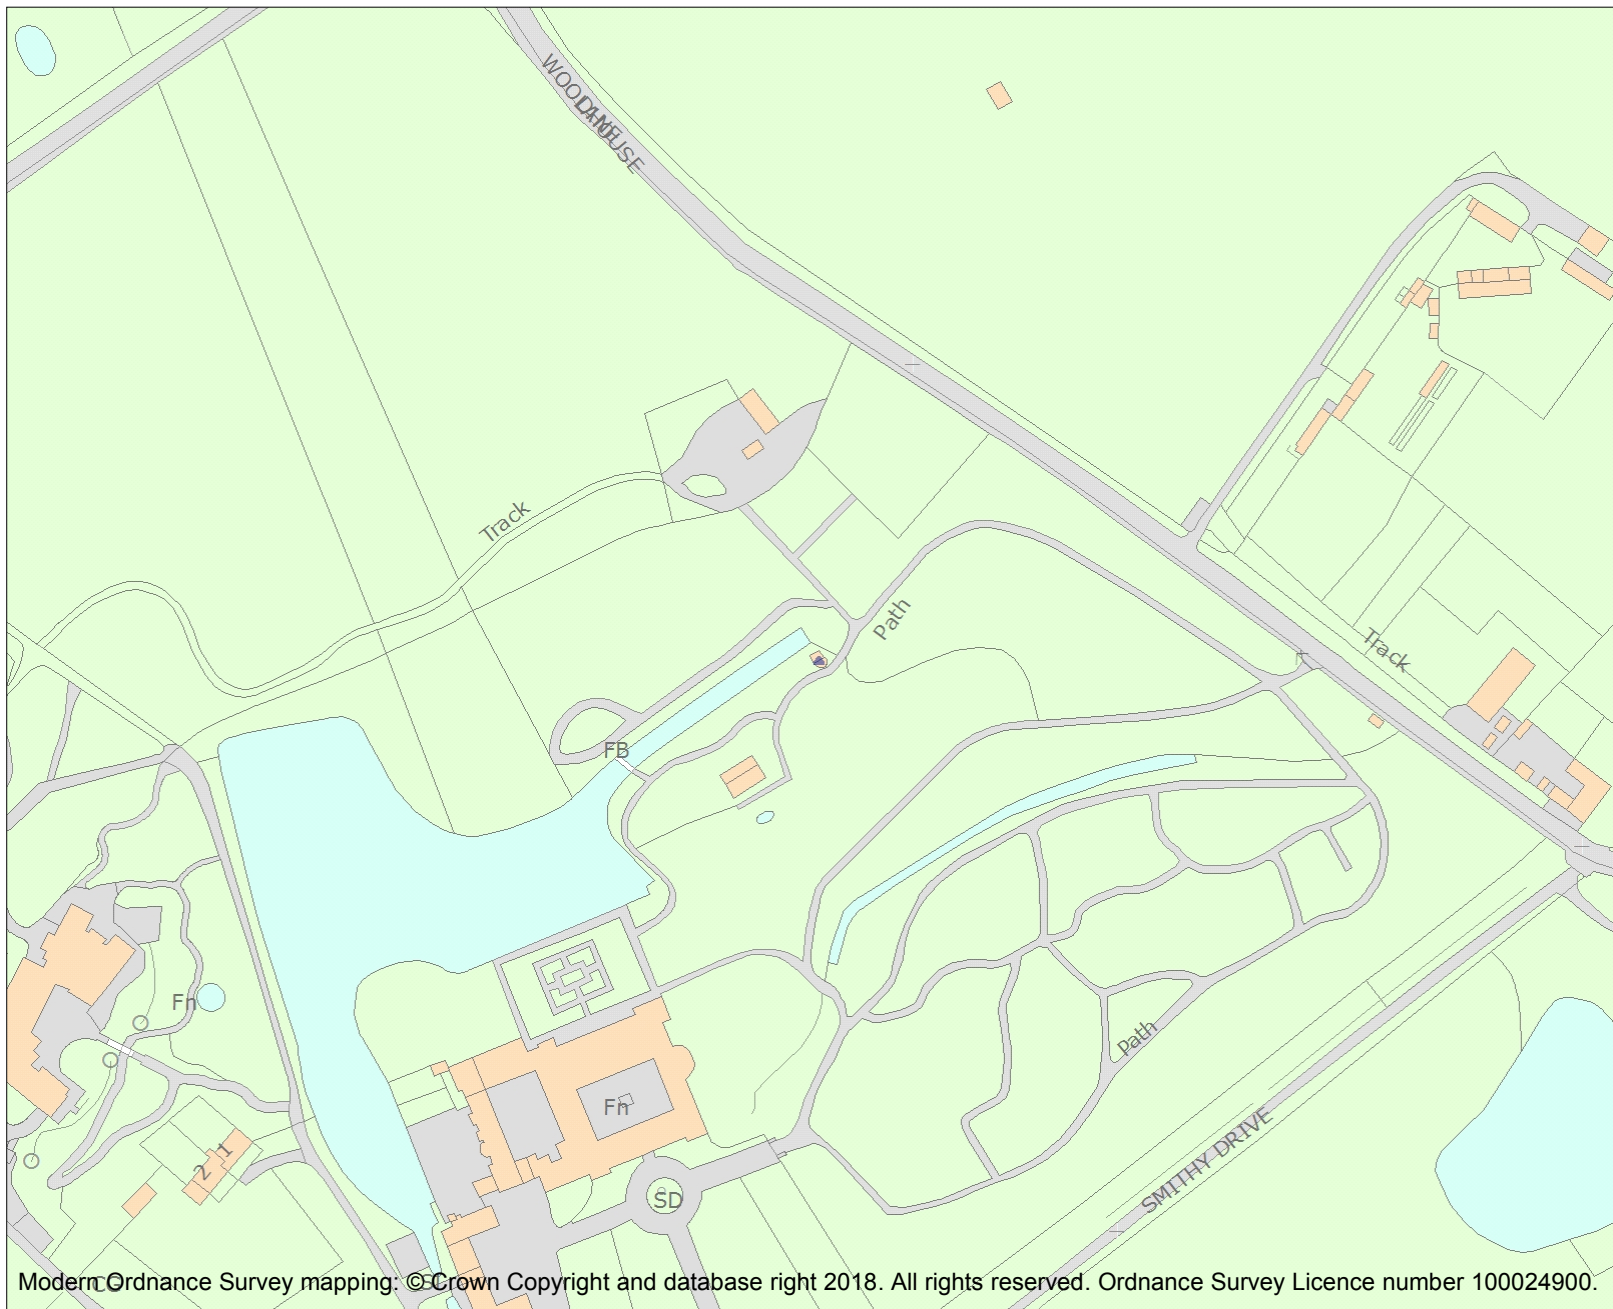 WOODHOUSE
LANE
Track
Path
Track
FB
Fn
Path
Fn
2 1
SMITHY DRIVE
SD
Modern Ordnance Survey mapping: © Crown Copyright and database right 2018. All rights reserved. Ordnance Survey Licence number 100024900.